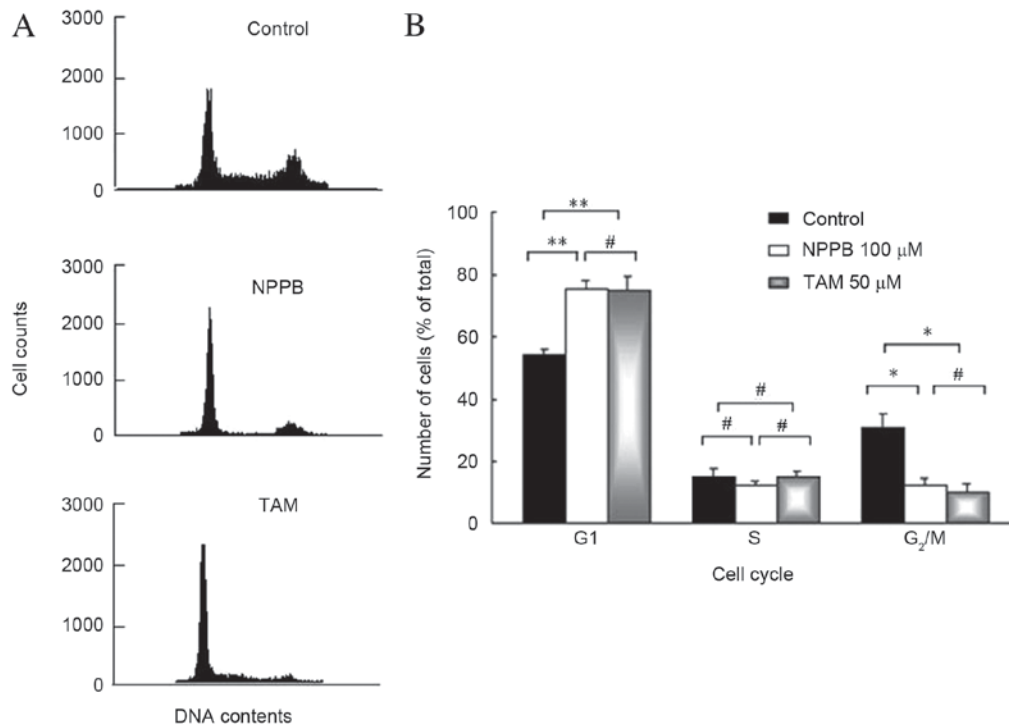 A
3000
Control
2000
1000
0
3000
NPPB
2000
1000
0
Cell counts
3000
TAM
2000
1000
0
DNA contents
B
100
80
60
40
20
0
Number of cells (% of total)
Control
NPPB 100 μM
TAM 50 μM
**
** #
#
# #
*
* #
G1 S G₂/M
Cell cycle